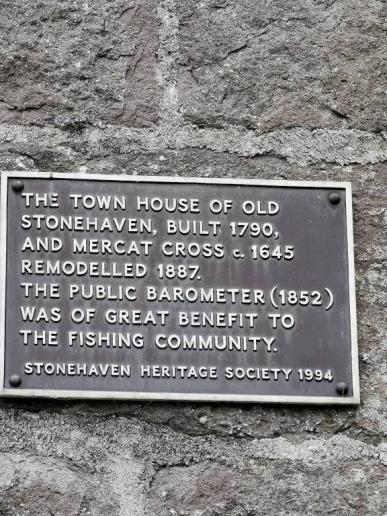 THE TOWN HOUSE OF OLD
STONEHAVEN, BUILT 1790,
AND MERCAT CROSS c. 1645
REMODELLED 1887.
THE PUBLIC BAROMETER (1852)
WAS OF GREAT BENEFIT TO
THE FISHING COMMUNITY.
STONEHAVEN HERITAGE SOCIETY 1994